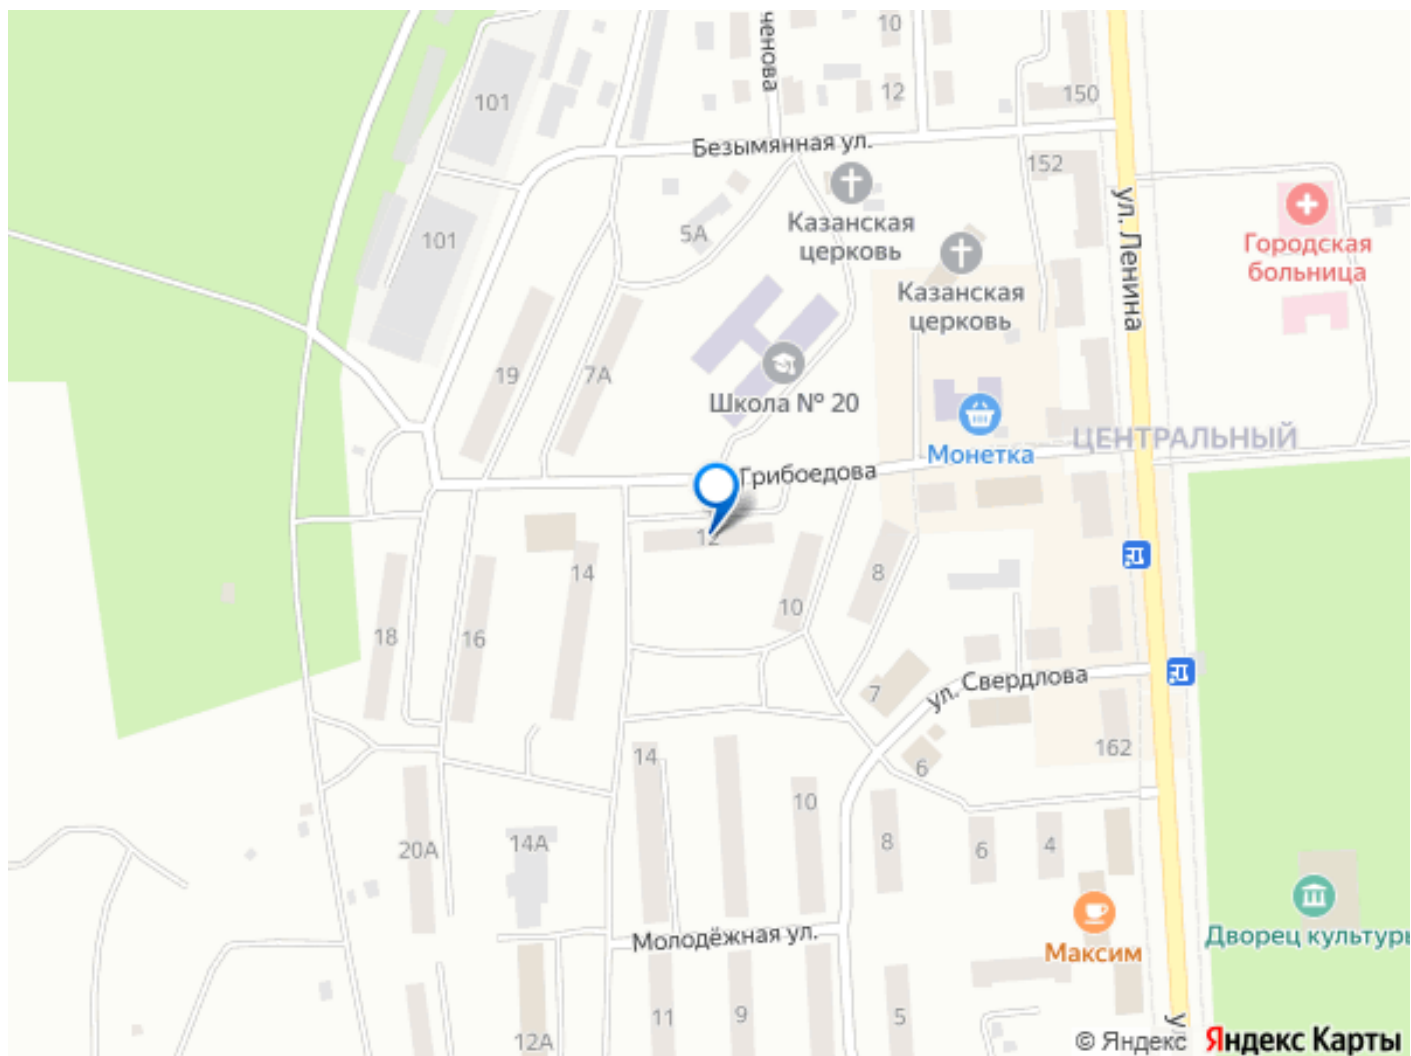 ченова
10
12
101
150
Безымянная ул.
152
Казанская
церковь
5А
101
ул. Ленина
Городская
больница
Казанская
церковь
19
7А
Школа № 20
Монетка
ЦЕНТРАЛЬНЫЙ
Грибоедова
12
14
8
10
18
16
ул. Свердлова
7
14
162
6
10
20А
14А
8
6
4
Максим
Дворец культуры
Молодёжная ул.
11
9
5
12А
у
© Яндекс Яндекс Карты